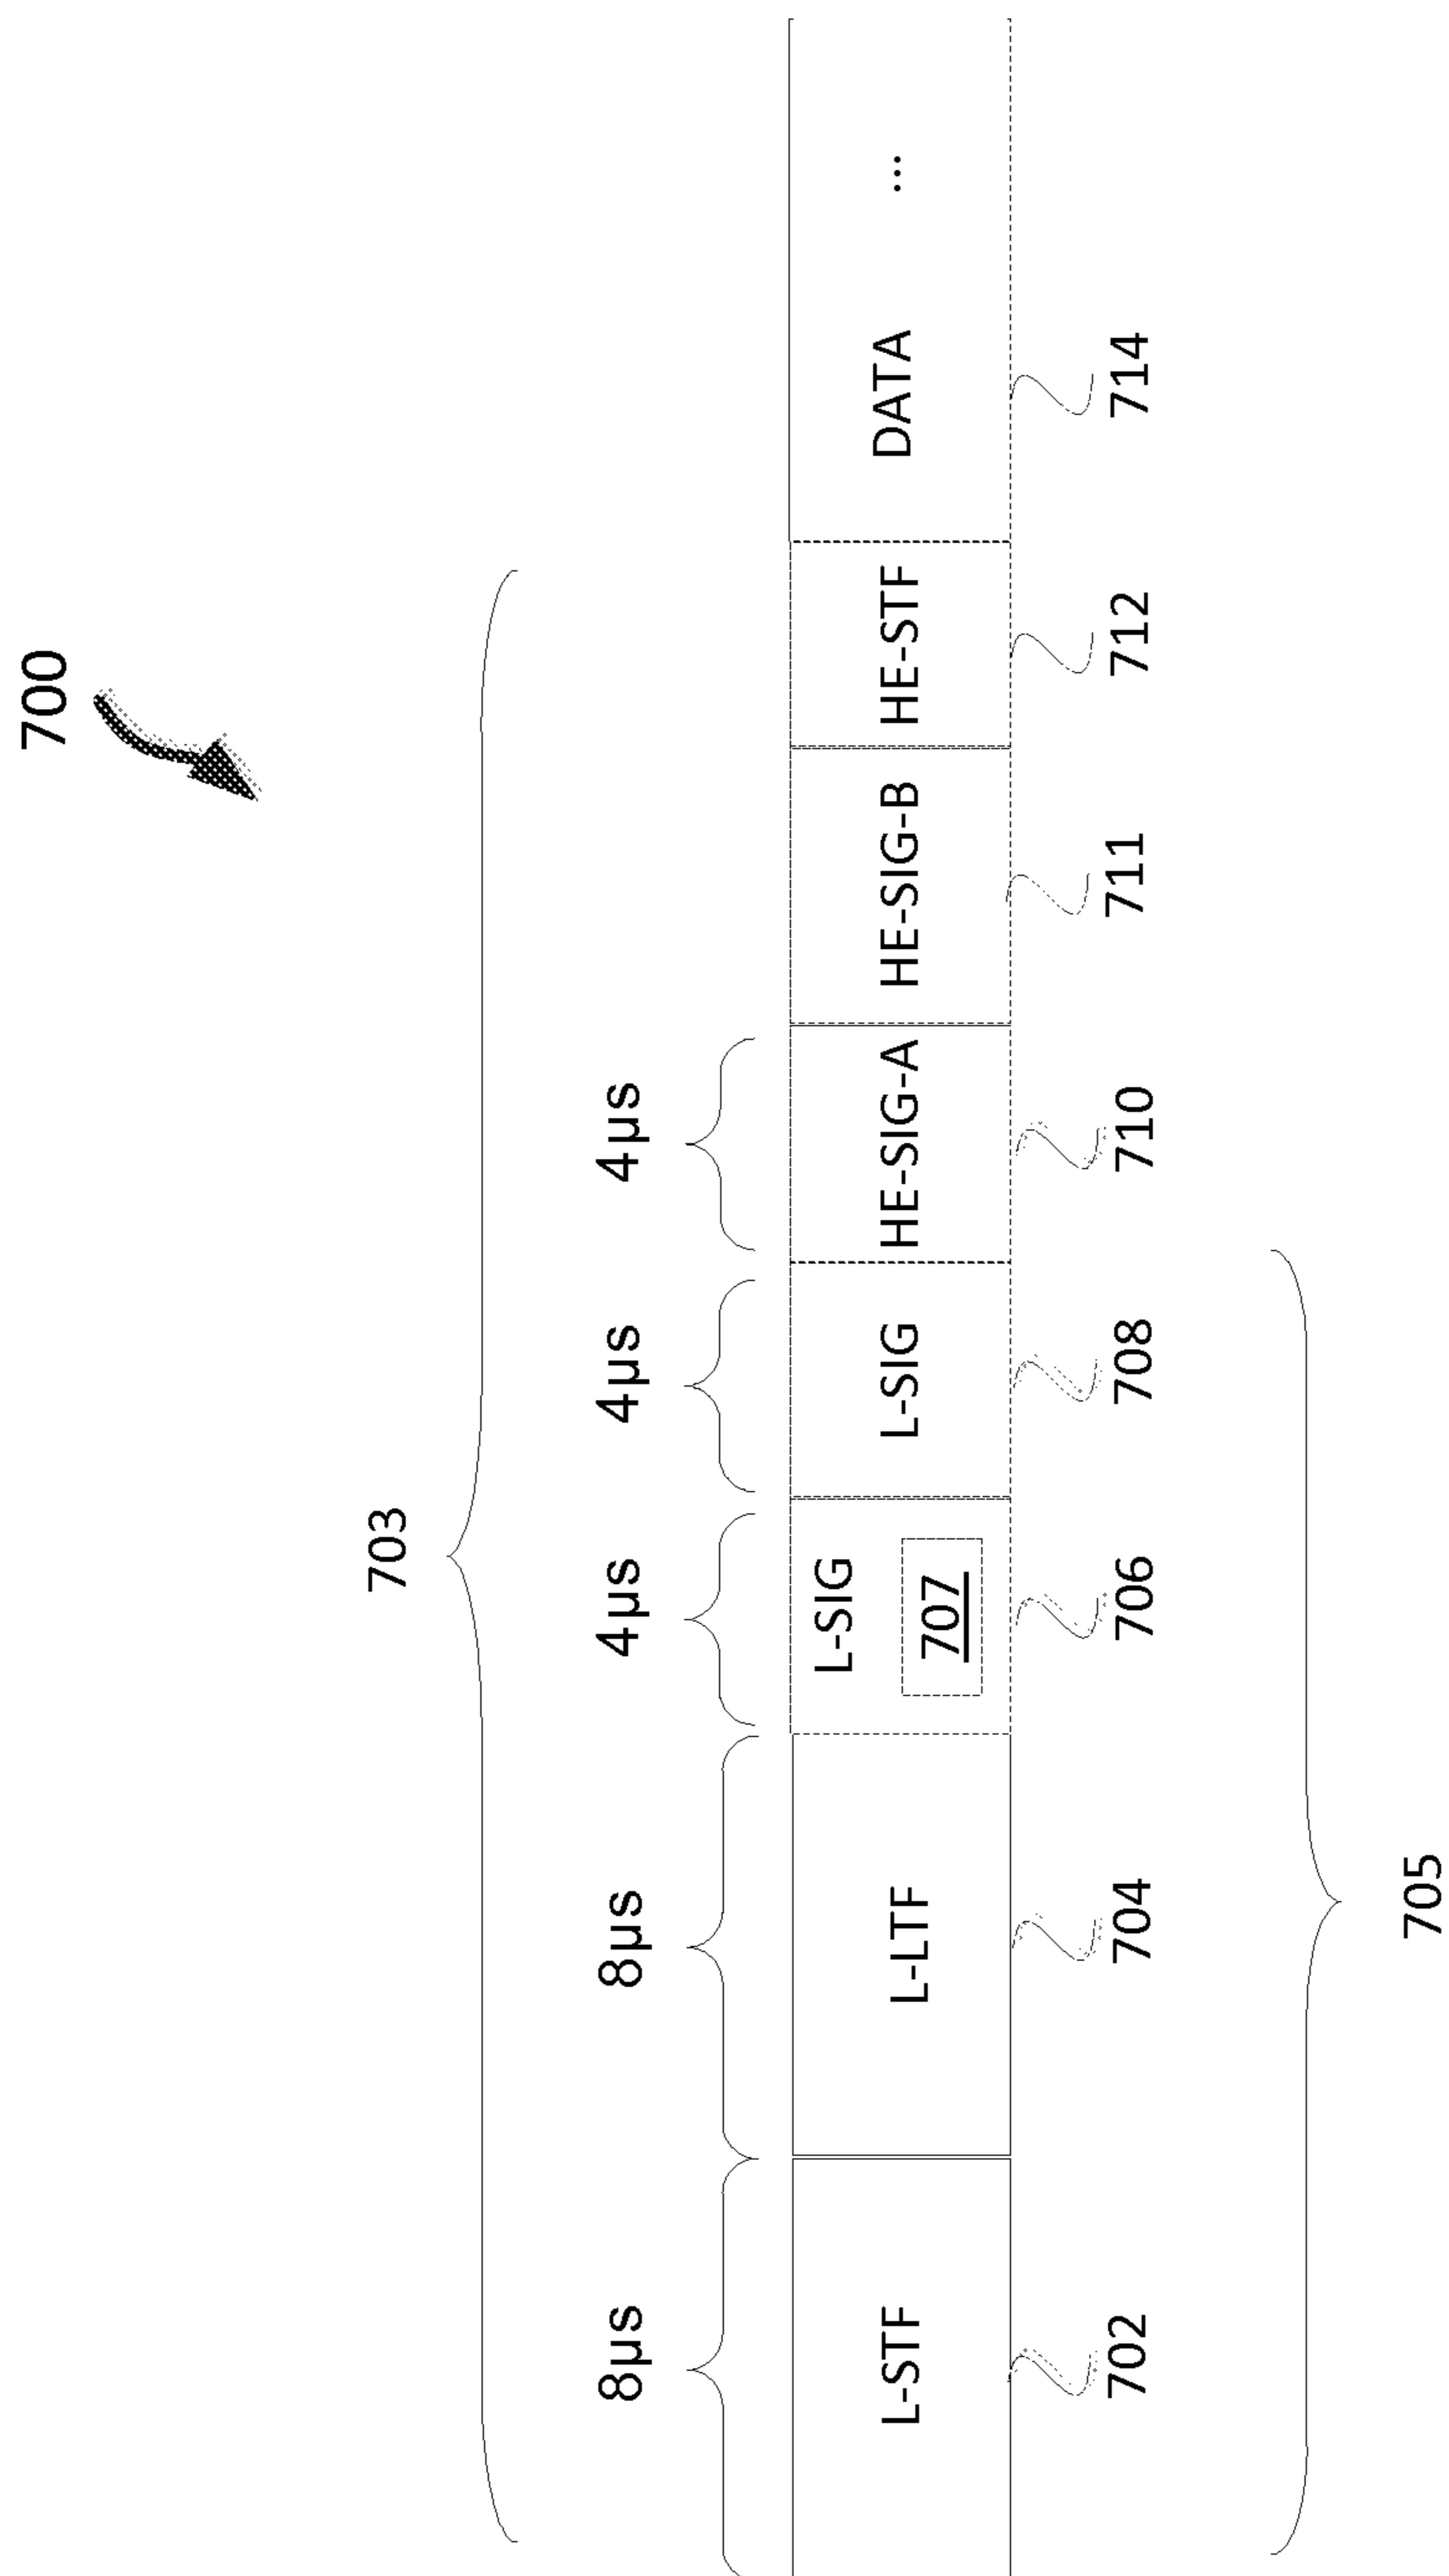 700
703
8µs 8µs 4µs 4µs 4µs
L-STF L-LTF L-SIG L-SIG HE-SIG-A HE-SIG-B HE-STF DATA ...
707
702 704 706 708 710 711 712 714
705